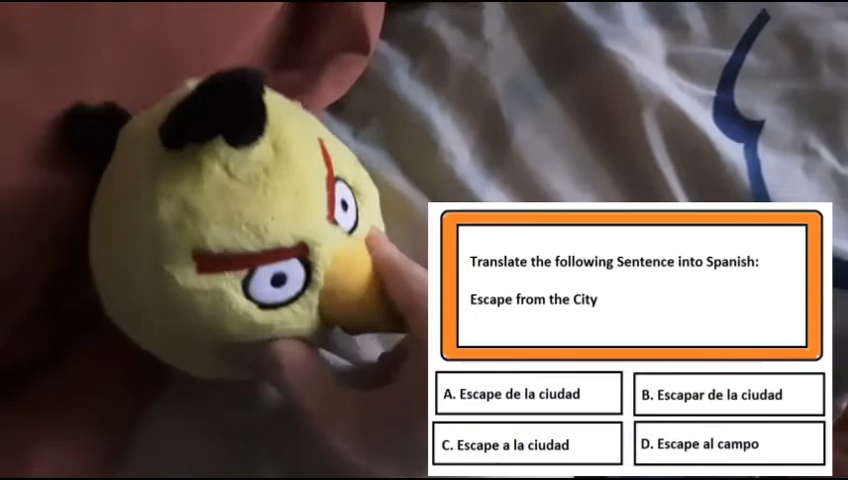 Translate the following Sentence into Spanish:
Escape from the City
A. Escape de la ciudad
B. Escapar de la ciudad
C. Escape a la ciudad
D. Escape al campo